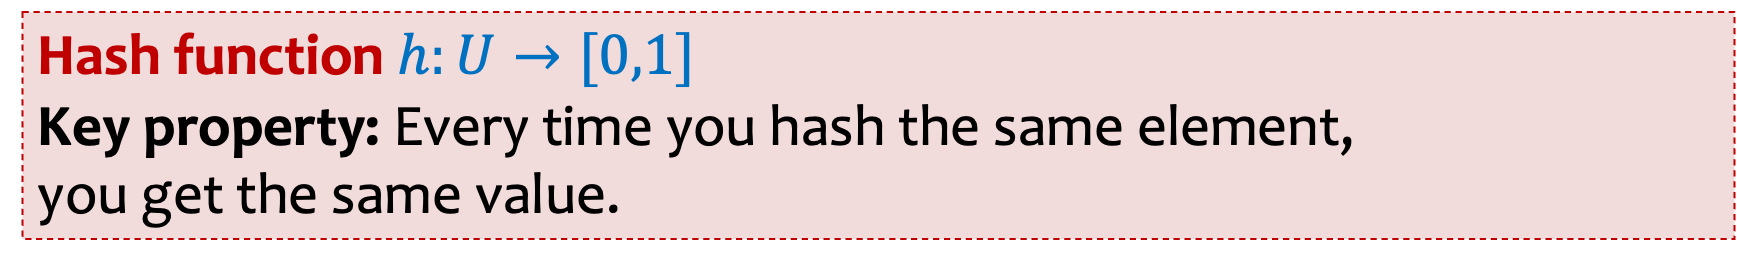 Hash function h: U → [0,1]
Key property: Every time you hash the same element,
you get the same value.